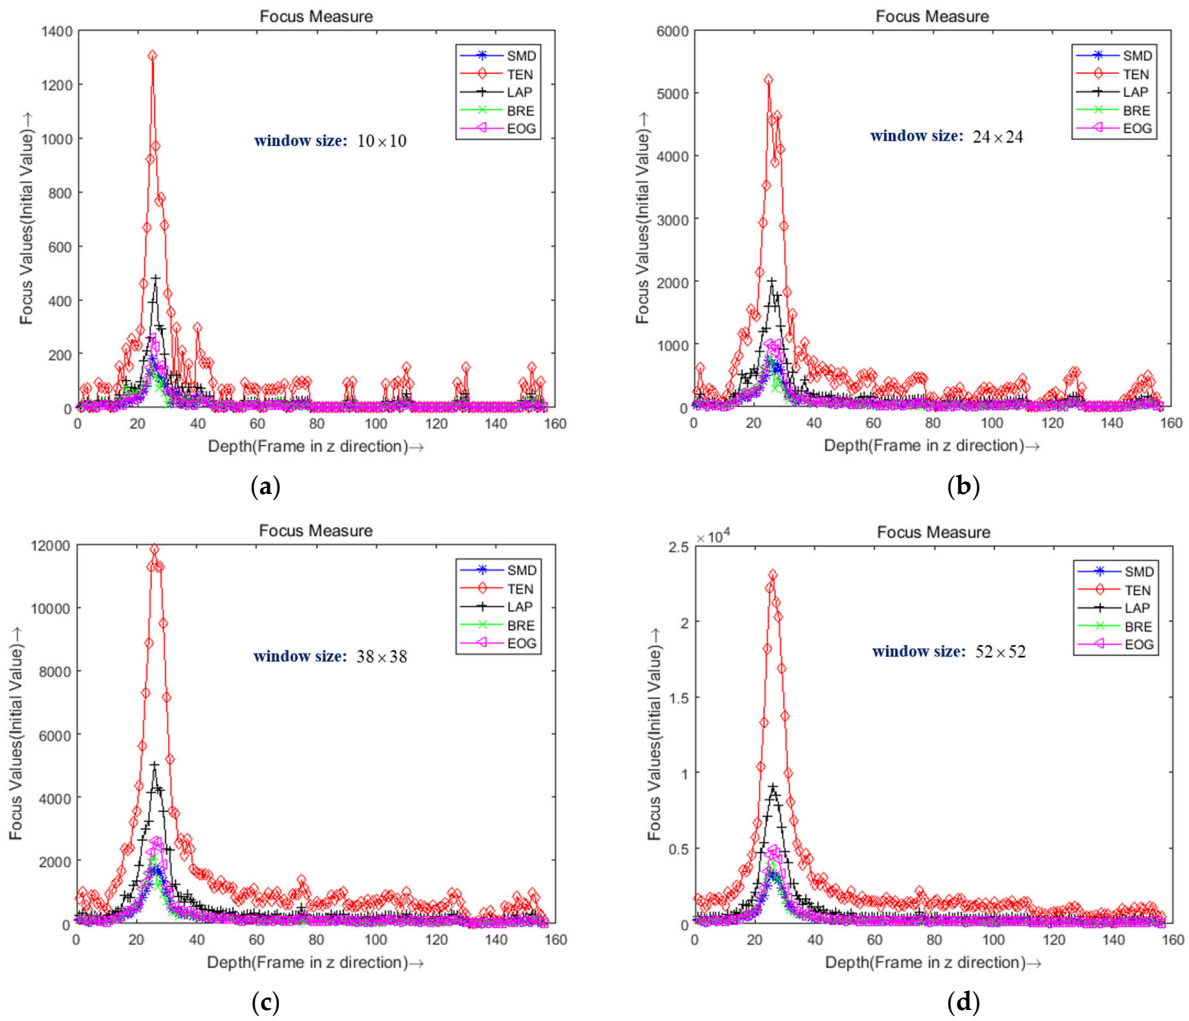 Focus Measure
1400
1200
1000
800
600
400
200
0
0 20 40 60 80 100 120 140 160
Focus Values(Initial Value)→
Depth(Frame in z direction)→
SMD
TEN
LAP
BRE
EOG
window size: 10×10
(a)
Focus Measure
6000
5000
4000
3000
2000
1000
0
0 20 40 60 80 100 120 140 160
Focus Values(Initial Value)→
Depth(Frame in z direction)→
SMD
TEN
LAP
BRE
EOG
window size: 24×24
(b)
Focus Measure
12000
10000
8000
6000
4000
2000
0
0 20 40 60 80 100 120 140 160
Focus Values(Initial Value)→
Depth(Frame in z direction)→
SMD
TEN
LAP
BRE
EOG
window size: 38×38
(c)
Focus Measure
×10⁴
2.5
2
1.5
1
0.5
0
0 20 40 60 80 100 120 140 160
Focus Values(Initial Value)→
Depth(Frame in z direction)→
SMD
TEN
LAP
BRE
EOG
window size: 52×52
(d)